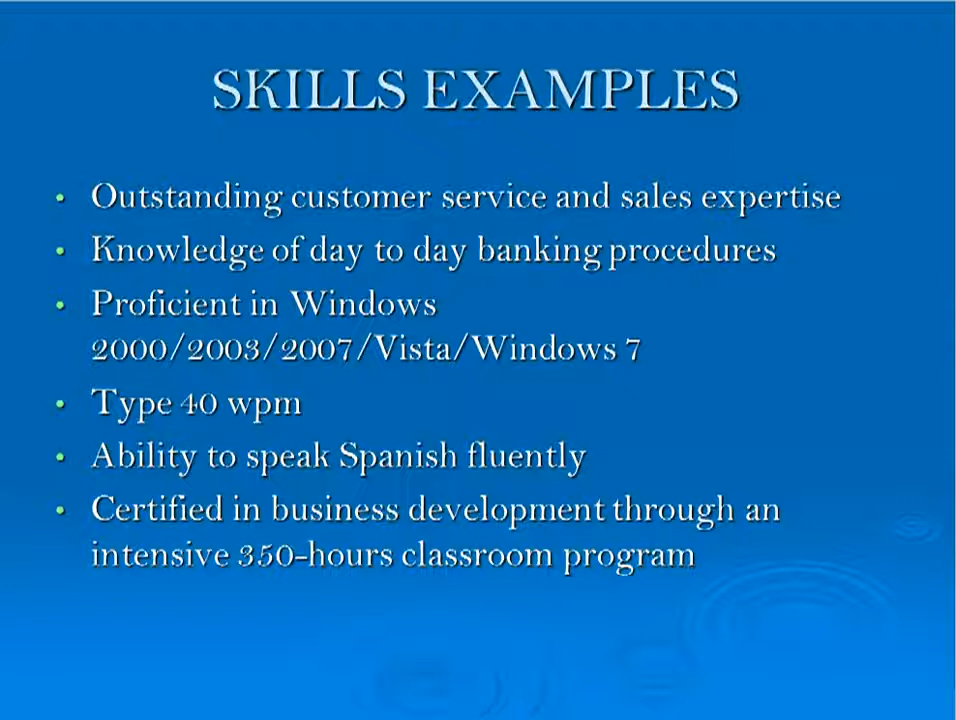 SKILLS EXAMPLES
• Outstanding customer service and sales expertise
• Knowledge of day to day banking procedures
• Proficient in Windows
2000/2003/2007/Vista/Windows 7
• Type 40 wpm
• Ability to speak Spanish fluently
• Certified in business development through an
intensive 350-hours classroom program